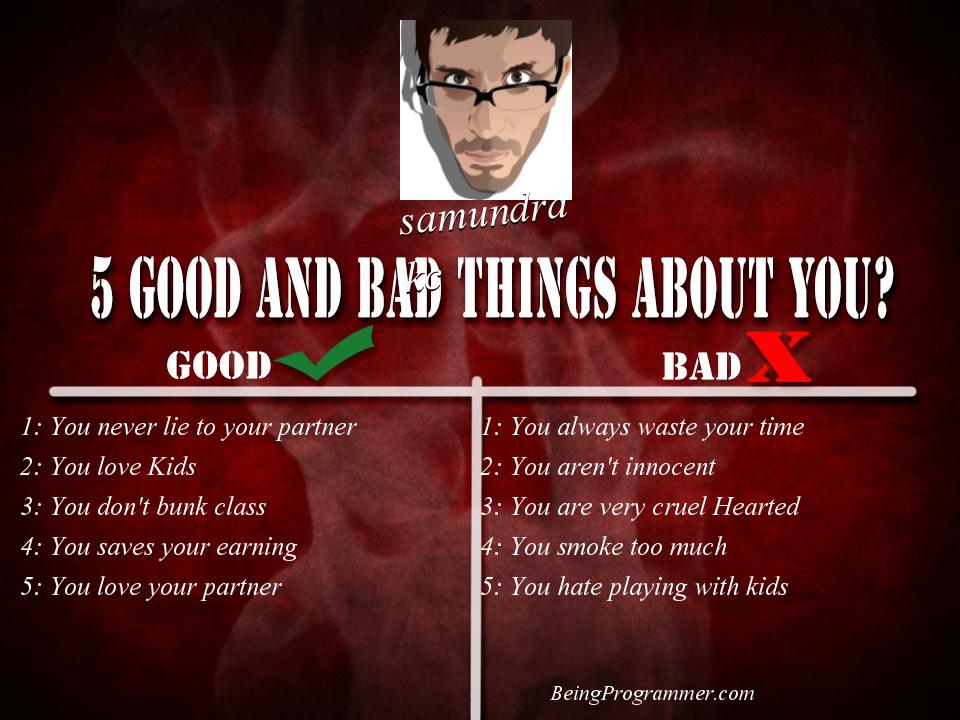 samundra
kc
5 GOOD AND BAD THINGS ABOUT YOU?
GOOD
BAD X
1: You never lie to your partner
2: You love Kids
3: You don't bunk class
4: You saves your earning
5: You love your partner
1: You always waste your time
2: You aren't innocent
3: You are very cruel Hearted
4: You smoke too much
5: You hate playing with kids
BeingProgrammer.com